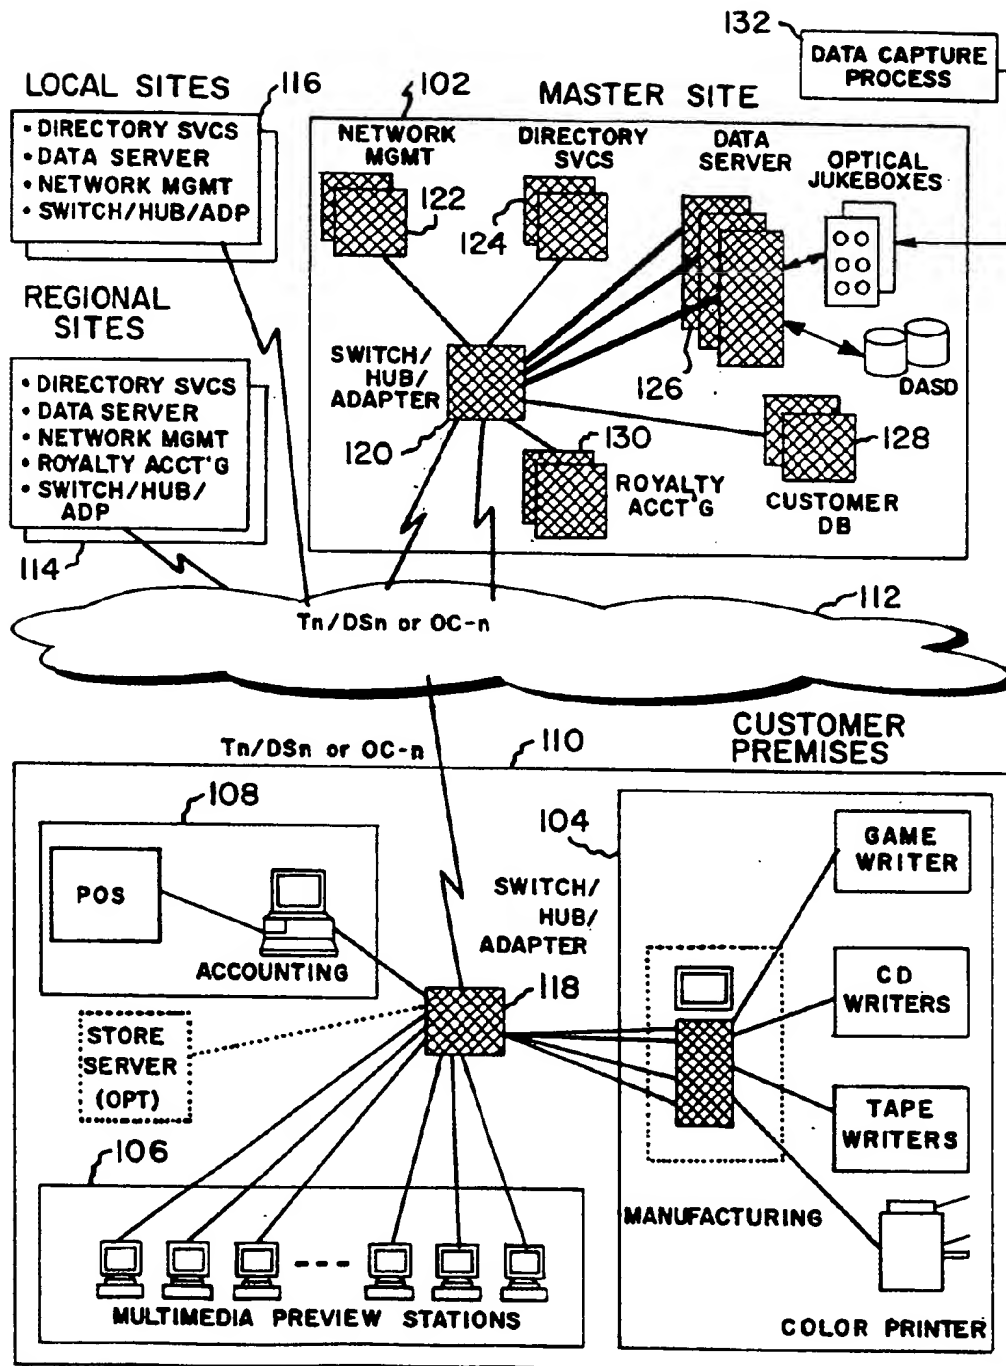 132
DATA CAPTURE
PROCESS
LOCAL SITES
116
• DIRECTORY SVCS
• DATA SERVER
• NETWORK MGMT
• SWITCH/HUB/ADP
REGIONAL
SITES
• DIRECTORY SVCS
• DATA SERVER
• NETWORK MGMT
• ROYALTY ACCT'G
• SWITCH/HUB/
ADP
114
102
MASTER SITE
NETWORK
MGMT
122
DIRECTORY
SVCS
124
DATA
SERVER
126
OPTICAL
JUKEBOXES
DASD
SWITCH/
HUB/
ADAPTER
120
130
ROYALTY
ACCT'G
128
CUSTOMER
DB
112
Tn/DSn or OC-n
Tn/DSn or OC-n
110
CUSTOMER
PREMISES
108
POS
ACCOUNTING
STORE
SERVER
(OPT)
SWITCH/
HUB/
ADAPTER
118
104
GAME
WRITER
CD
WRITERS
TAPE
WRITERS
MANUFACTURING
COLOR PRINTER
106
MULTIMEDIA PREVIEW STATIONS